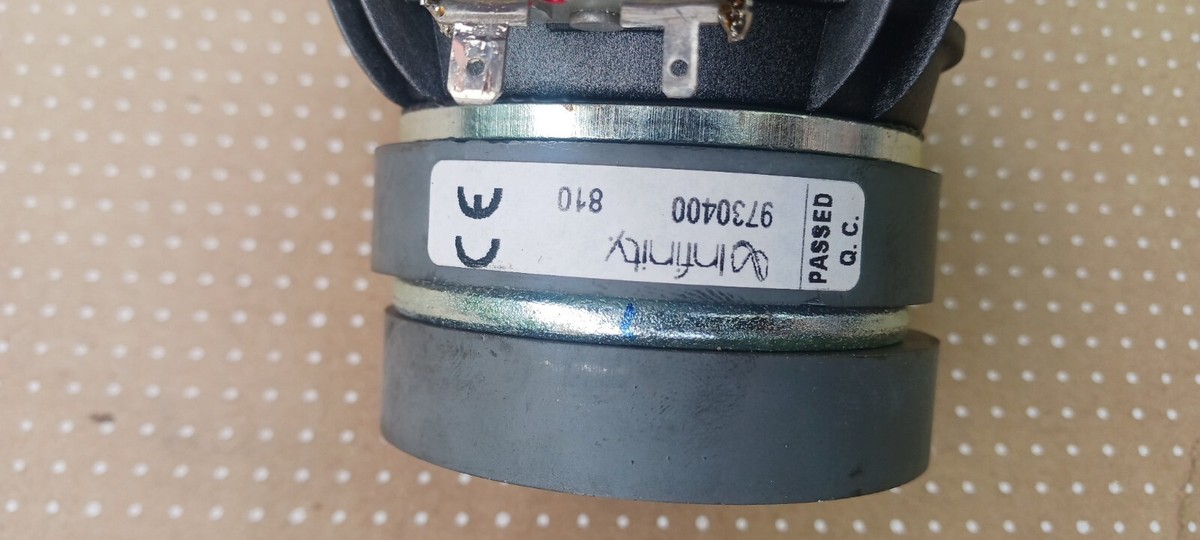 Infinity
9730400 810
CE
PASSED
Q. C.